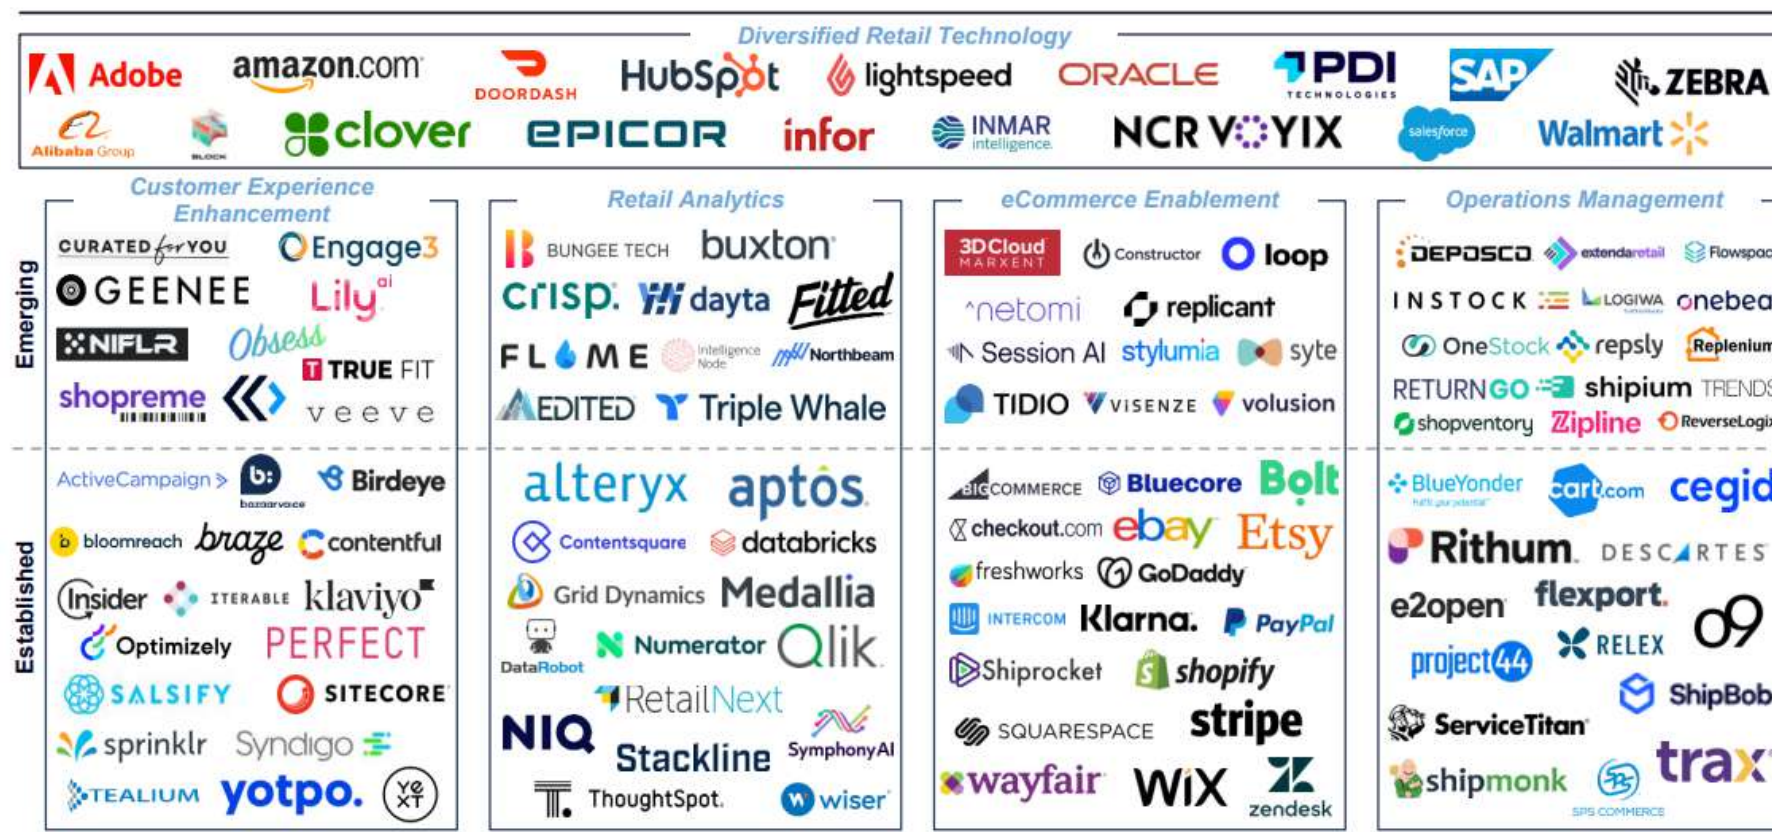 Diversified Retail Technology
Adobe amazon.com DOORDASH HubSpot lightspeed ORACLE PDI TECHNOLOGIES SAP ZEBRA
Alibaba Group BLOCK clover EPICOR infor INMAR intelligence. NCR VOYIX salesforce Walmart
Customer Experience Enhancement
Emerging
CURATED for YOU Engage3
GEENEE Lily ai
NIFLR Obsess
TRUE FIT
shopreme veeve
Retail Analytics
BUNGEE TECH buxton
crisp. dayta Fitted
FLOME Intelligence Node Northbeam
EDITED Triple Whale
eCommerce Enablement
3D Cloud MARXENT Constructor loop
^netomi replicant
Session AI stylumia syte
TIDIO VISENZE volusion
Operations Management
DEPOSCO extendaretail Flowspac
INSTOCK LOGIWA onebea
OneStock repsly Replenium
RETURNGO shipium TRENDS
shopventory Zipline ReverseLogix
Established
ActiveCampaign > b: bazaarvoice Birdeye
b bloomreach braze contentful
Insider ITERABLE klaviyo
Optimizely PERFECT
SALSIFY SITECORE
sprinklr Syndigo
TEALIUM yotpo. yext
alteryx aptos
Contentsquare databricks
Grid Dynamics Medallia
DataRobot Numerator Qlik
RetailNext
NIQ Stackline SymphonyAI
T. ThoughtSpot. w wiser
BIGCOMMERCE Bluecore Bolt
checkout.com ebay Etsy
freshworks GoDaddy
INTERCOM Klarna. PayPal
Shiprocket shopify
SQUARESPACE stripe
wayfair WiX zendesk
BlueYonder cart.com cegid
Rithum. DESCARTES
e2open flexport. o9
project44 RELEX
ShipBob
ServiceTitan
shipmonk SPS SPS COMMERCE trax